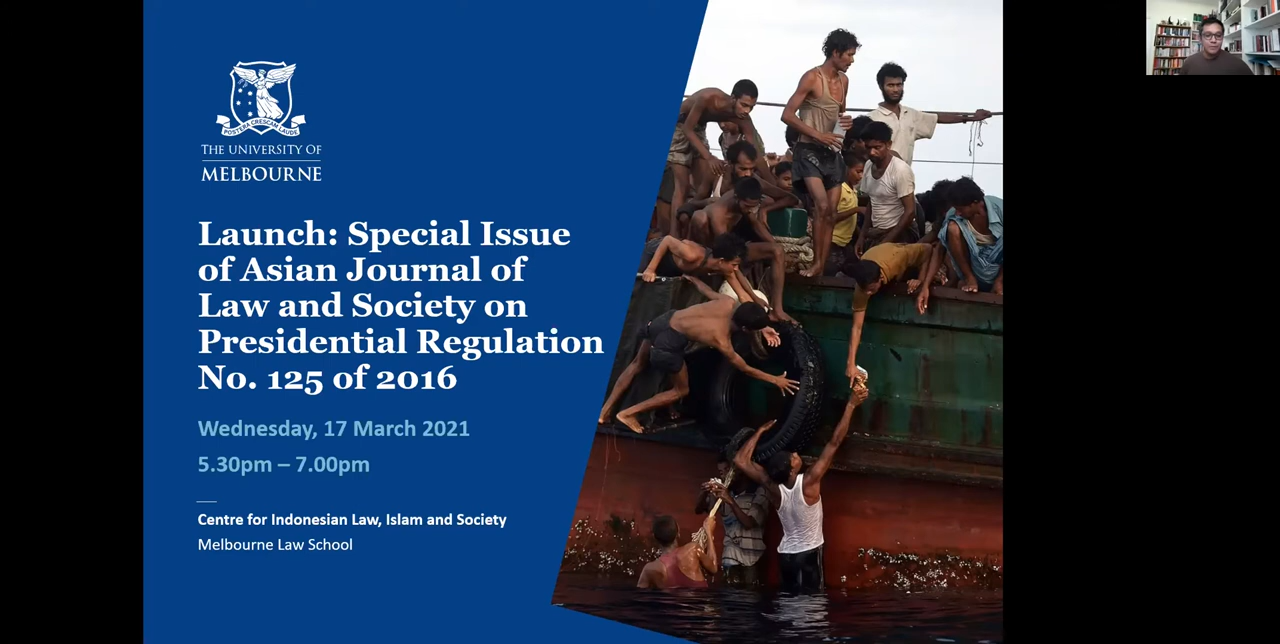 POSTERA CRESCAM LAUDE
THE UNIVERSITY OF
MELBOURNE
Launch: Special Issue
of Asian Journal of
Law and Society on
Presidential Regulation
No. 125 of 2016
Wednesday, 17 March 2021
5.30pm – 7.00pm
Centre for Indonesian Law, Islam and Society
Melbourne Law School